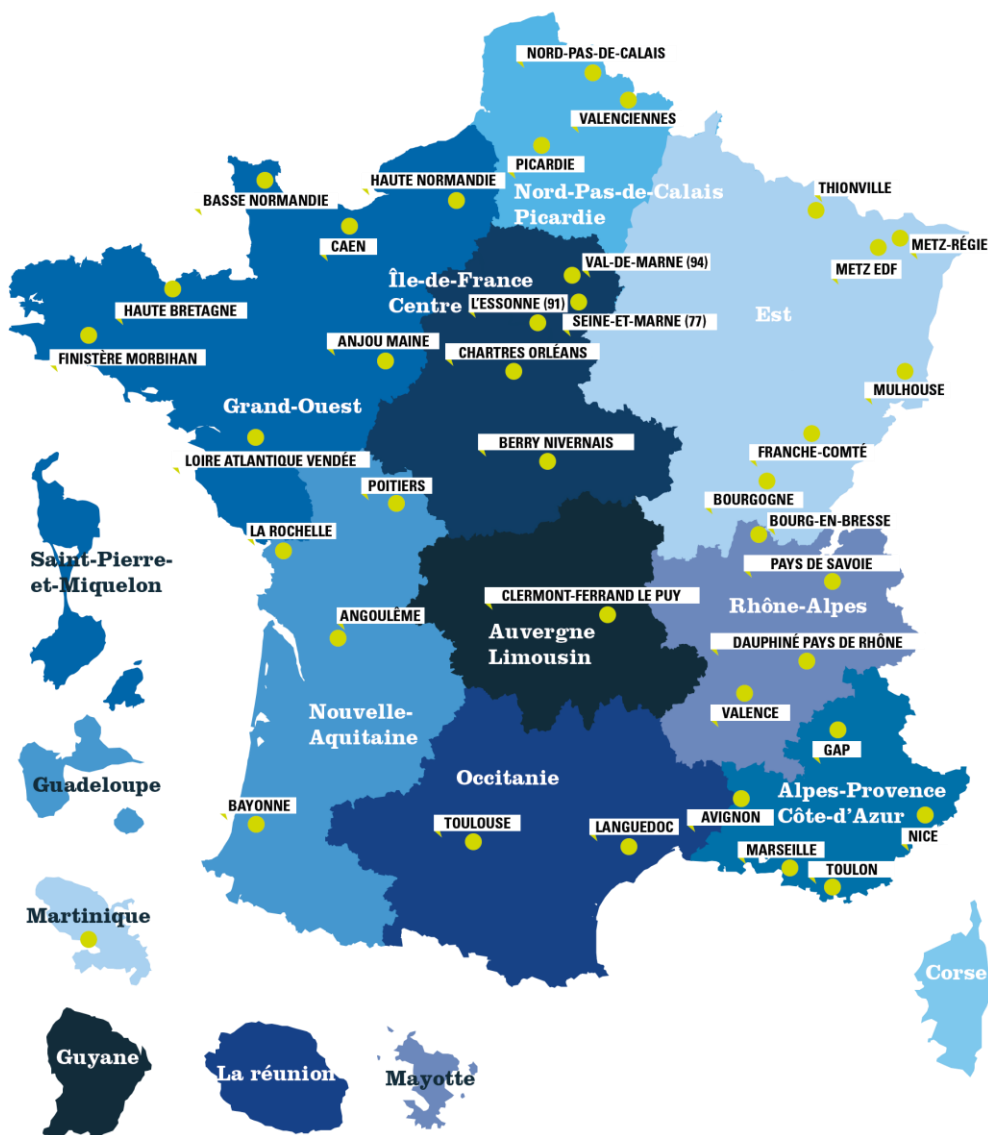 NORD-PAS-DE-CALAIS
VALENCIENNES
PICARDIE
HAUTE NORMANDIE
BASSE NORMANDIE
Nord-Pas-de-Calais
Picardie
THIONVILLE
CAEN
METZ-RÉGIE
METZ EDF
VAL-DE-MARNE (94)
Île-de-France
Centre
L'ESSONNE (91)
HAUTE BRETAGNE
SEINE-ET-MARNE (77)
Est
ANJOU MAINE
CHARTRES ORLÉANS
FINISTÈRE MORBIHAN
MULHOUSE
Grand-Ouest
BERRY NIVERNAIS
FRANCHE-COMTÉ
LOIRE ATLANTIQUE VENDÉE
POITIERS
BOURGOGNE
LA ROCHELLE
BOURG-EN-BRESSE
Saint-Pierre-
et-Miquelon
PAYS DE SAVOIE
CLERMONT-FERRAND LE PUY
Rhône-Alpes
ANGOULÊME
Auvergne
Limousin
DAUPHINÉ PAYS DE RHÔNE
Nouvelle-
Aquitaine
VALENCE
GAP
Guadeloupe
Occitanie
Alpes-Provence
Côte-d'Azur
BAYONNE
TOULOUSE
LANGUEDOC
AVIGNON
NICE
MARSEILLE
TOULON
Martinique
Corse
Guyane
La réunion
Mayotte